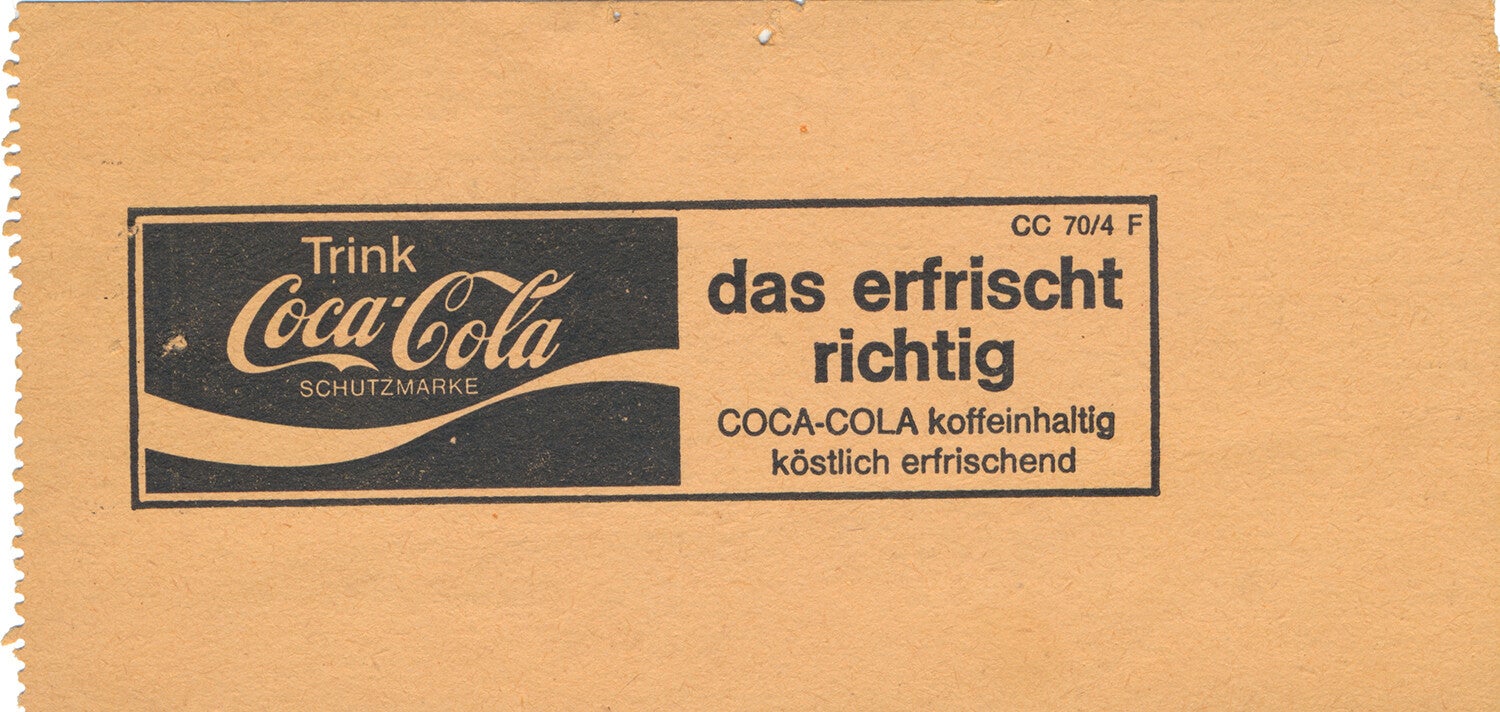 Trink
Coca-Cola
SCHUTZMARKE
CC 70/4 F
das erfrischt
richtig
COCA-COLA koffeinhaltig
köstlich erfrischend